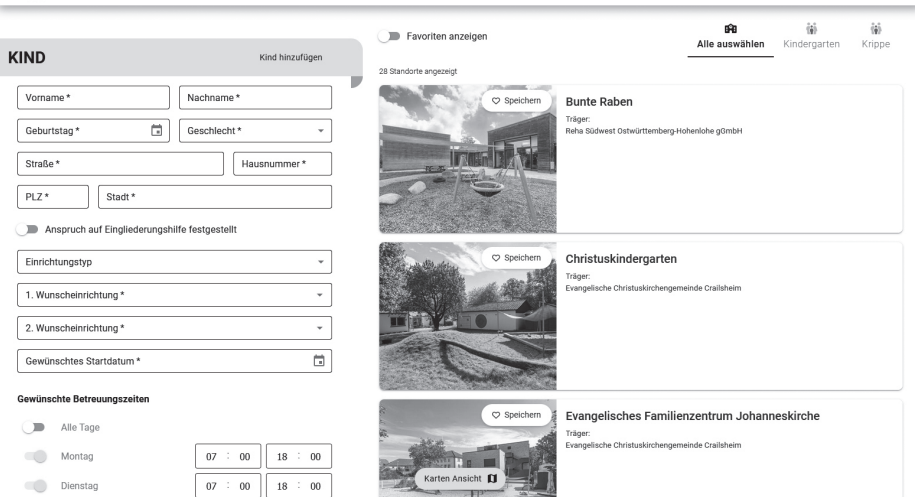 KIND
Kind hinzufügen
Vorname *
Nachname *
Geburtstag *
Geschlecht *
Straße *
Hausnummer *
PLZ *
Stadt *
Anspruch auf Eingliederungshilfe festgestellt
Einrichtungstyp
1. Wunscheinrichtung *
2. Wunscheinrichtung *
Gewünschtes Startdatum *
Gewünschte Betreuungszeiten
Alle Tage
Montag
07 : 00
18 : 00
Dienstag
07 : 00
18 : 00
Favoriten anzeigen
Alle auswählen
Kindergarten
Krippe
28 Standorte angezeigt
Speichern
Bunte Raben
Träger:
Reha Südwest Ostwürttemberg-Hohenlohe gGmbH
Speichern
Christuskindergarten
Träger:
Evangelische Christuskirchengemeinde Crailsheim
Speichern
Evangelisches Familienzentrum Johanneskirche
Träger:
Evangelische Christuskirchengemeinde Crailsheim
Karten Ansicht